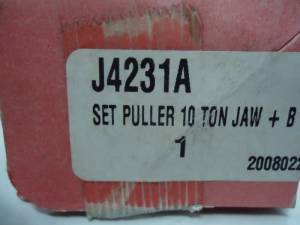 J4231A
SET PULLER 10 TON JAW + B
1
2008022